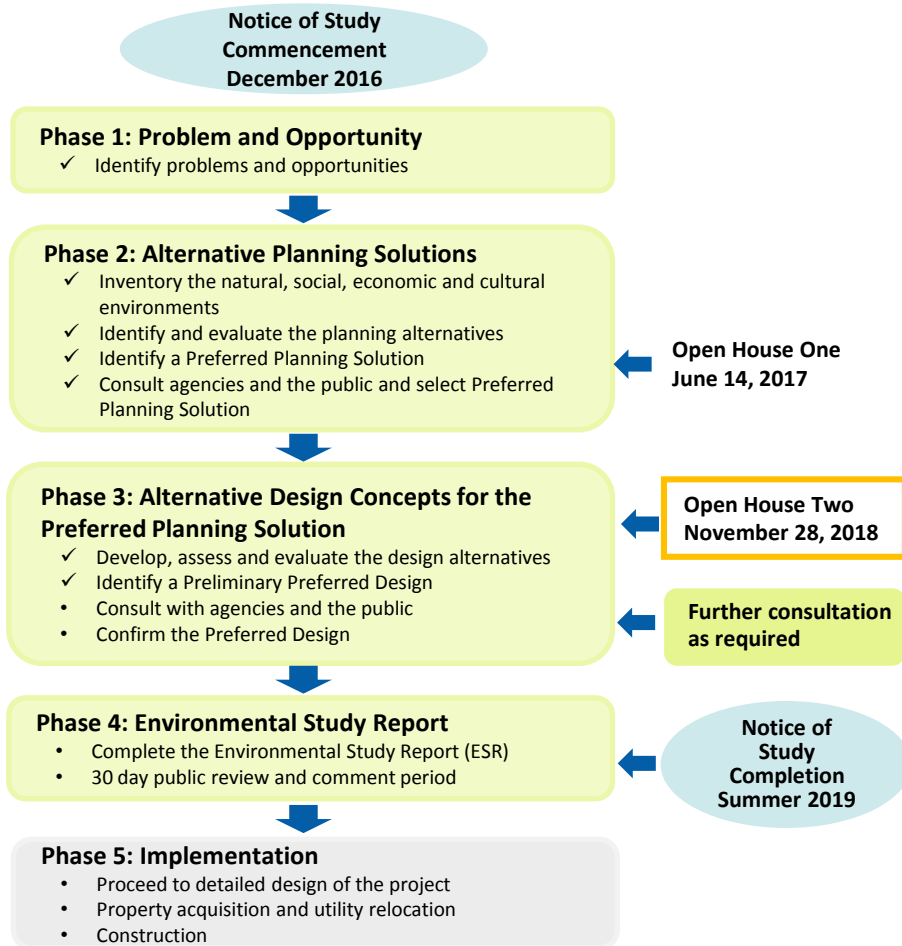 Notice of Study
Commencement
December 2016
Phase 1: Problem and Opportunity
✓ Identify problems and opportunities
Phase 2: Alternative Planning Solutions
✓ Inventory the natural, social, economic and cultural
environments
✓ Identify and evaluate the planning alternatives
✓ Identify a Preferred Planning Solution
✓ Consult agencies and the public and select Preferred
Planning Solution
Open House One
June 14, 2017
Phase 3: Alternative Design Concepts for the
Preferred Planning Solution
✓ Develop, assess and evaluate the design alternatives
✓ Identify a Preliminary Preferred Design
• Consult with agencies and the public
• Confirm the Preferred Design
Open House Two
November 28, 2018
Further consultation
as required
Phase 4: Environmental Study Report
• Complete the Environmental Study Report (ESR)
• 30 day public review and comment period
Notice of
Study
Completion
Summer 2019
Phase 5: Implementation
• Proceed to detailed design of the project
• Property acquisition and utility relocation
• Construction